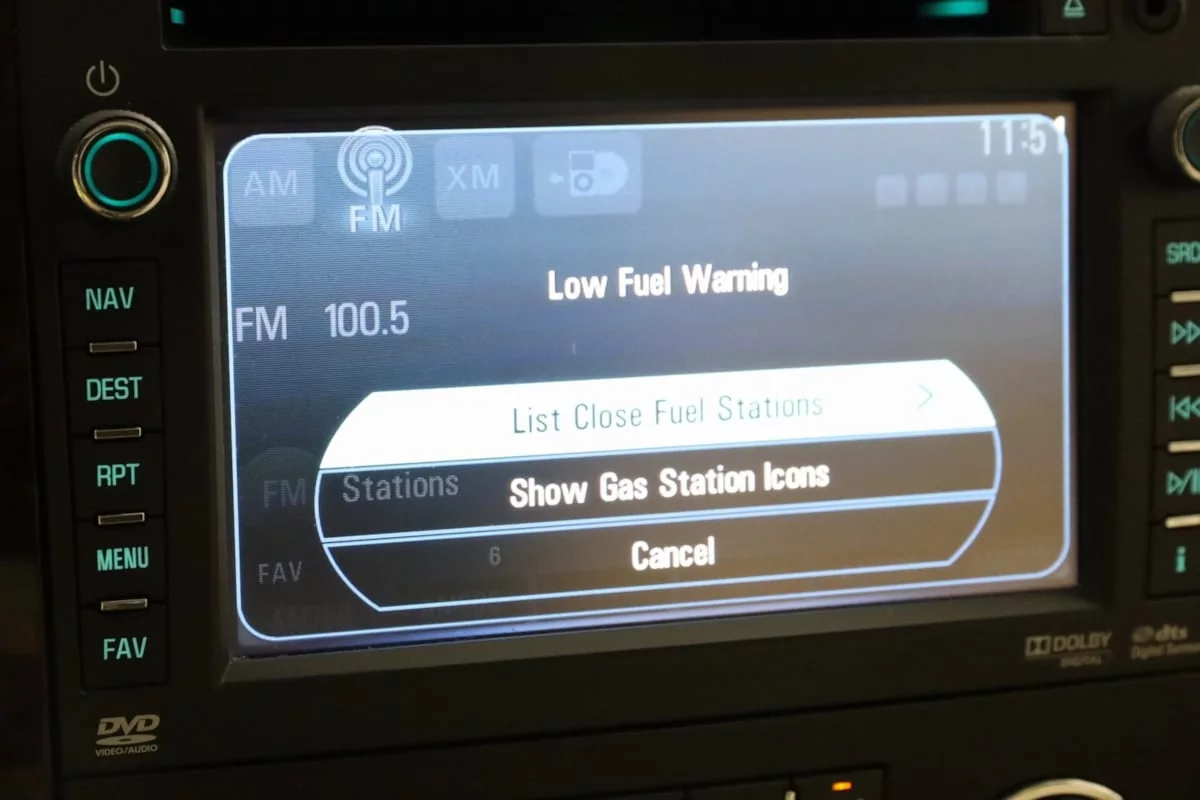 11:51
AM
FM
XM
Low Fuel Warning
FM 100.5
List Close Fuel Stations
FM Stations
Show Gas Station Icons
FAV
6
Cancel
NAV
DEST
RPT
MENU
FAV
DVD
VIDEO/AUDIO
SRC
i
DOLBY
DIGITAL
dts
Digital